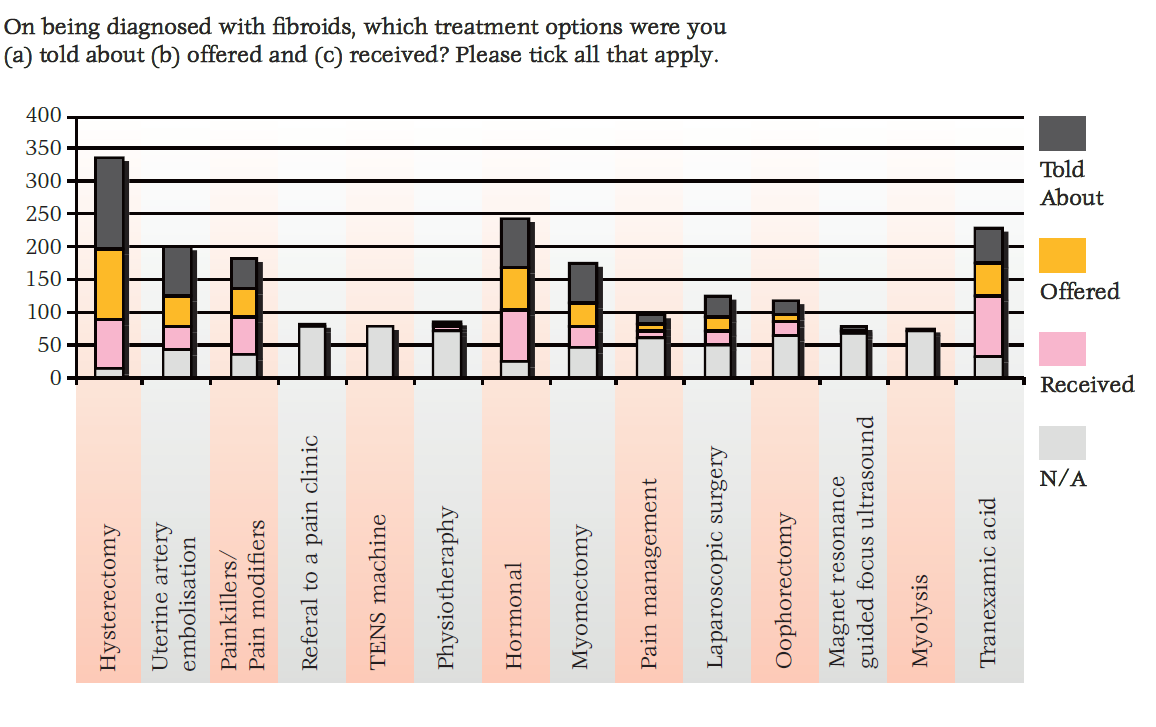 On being diagnosed with fibroids, which treatment options were you
(a) told about (b) offered and (c) received? Please tick all that apply.
400
350
300
250
200
150
100
50
0
Told
About
Offered
Received
N/A
Hysterectomy
Uterine artery
embolisation
Painkillers/
Pain modifiers
Referal to a pain clinic
TENS machine
Physiotheraphy
Hormonal
Myomectomy
Pain management
Laparoscopic surgery
Oophorectomy
Magnet resonance
guided focus ultrasound
Myolysis
Tranexamic acid